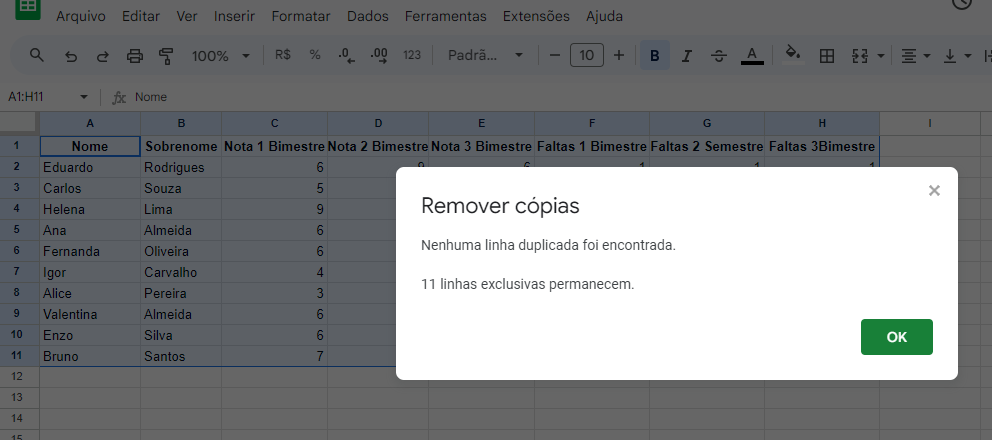 Arquivo Editar Ver Inserir Formatar Dados Ferramentas Extensões Ajuda
100% R$ % .0 .00 123 Padrã... 10 B I S A
A1:H11 fx Nome
A B C D E F G H I
1 Nome Sobrenome Nota 1 Bimestre Nota 2 Bimestre Nota 3 Bimestre Faltas 1 Bimestre Faltas 2 Semestre Faltas 3Bimestre
2 Eduardo Rodrigues 6
3 Carlos Souza 5
4 Helena Lima 9
5 Ana Almeida 6
6 Fernanda Oliveira 6
7 Igor Carvalho 4
8 Alice Pereira 3
9 Valentina Almeida 6
10 Enzo Silva 6
11 Bruno Santos 7
12
13
14
Remover cópias
Nenhuma linha duplicada foi encontrada.
11 linhas exclusivas permanecem.
OK